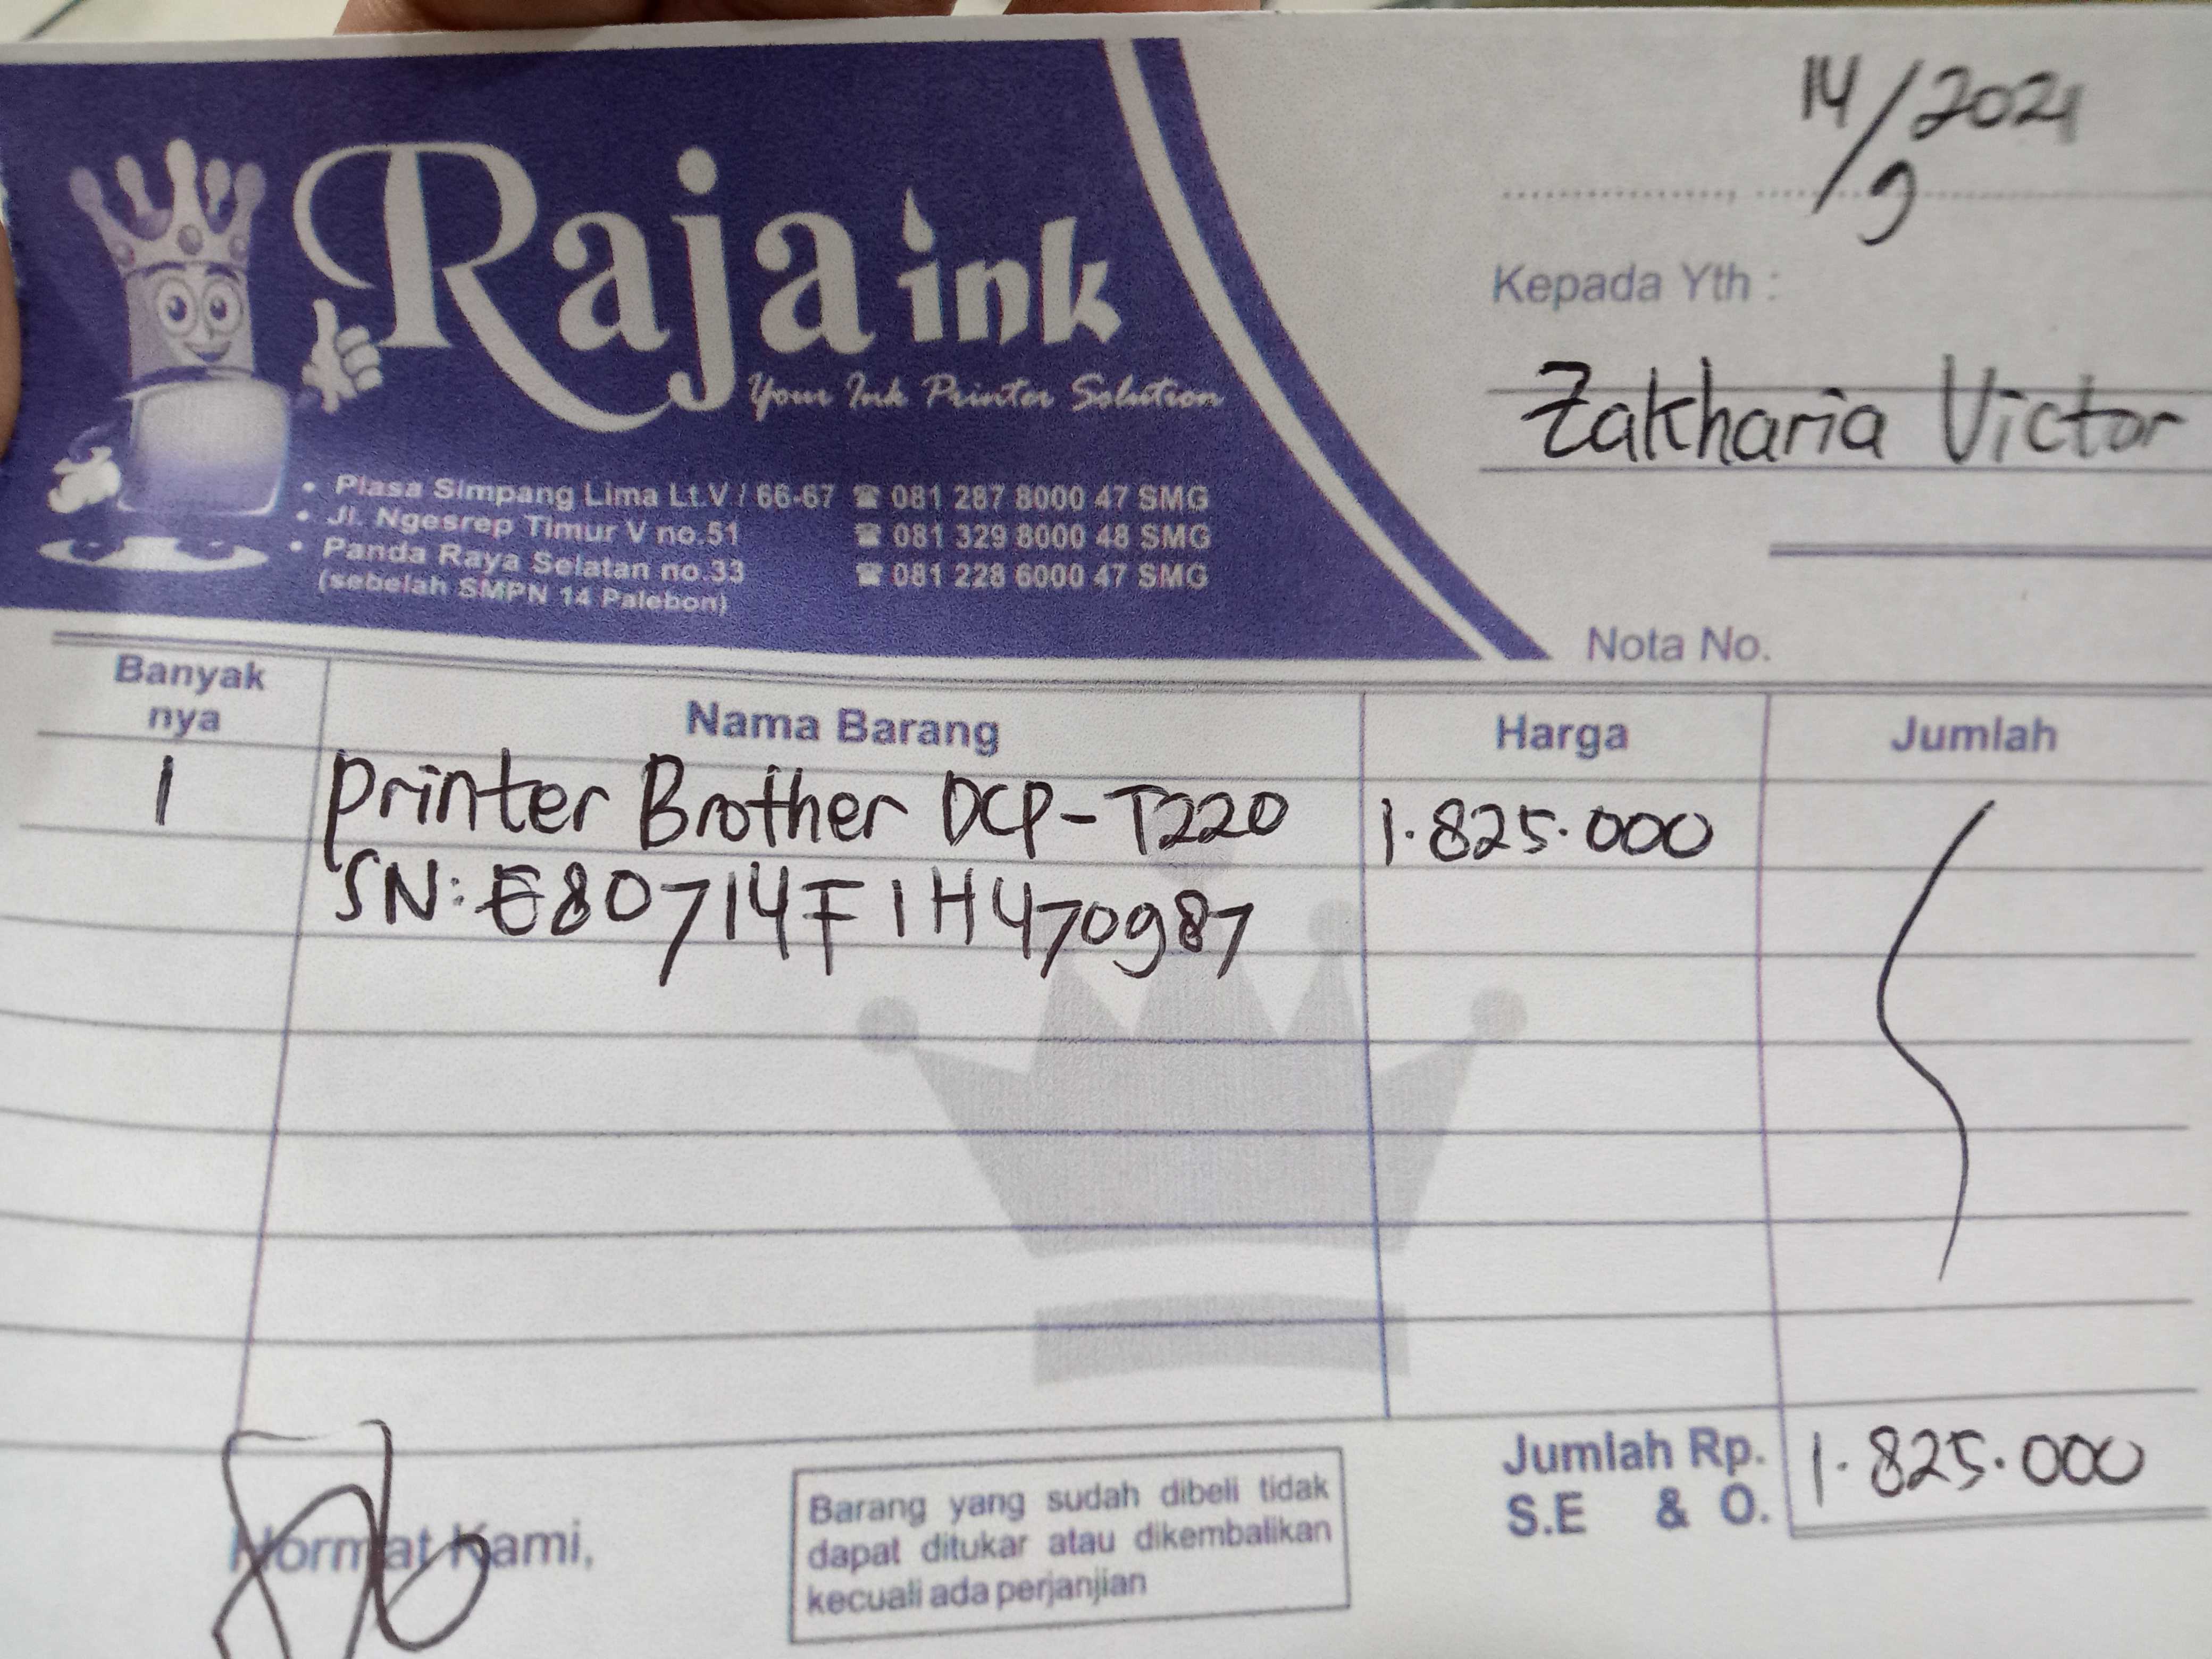 14/9 2021
Raja ink
Your Ink Printer Solution
Kepada Yth :
Zakharia Victor
• Plasa Simpang Lima Lt.V / 66-67 ☎ 081 287 8000 47 SMG
• Jl. Ngesrep Timur V no.51 ☎ 081 329 8000 48 SMG
• Panda Raya Selatan no.33 ☎ 081 228 6000 47 SMG
(sebelah SMPN 14 Palebon)
Nota No.
Banyak
nya
Nama Barang
Harga
Jumlah
1 Printer Brother DCP-T220 1.825.000
SN: E80714F1H470987
Jumlah Rp. 1.825.000
S.E & O.
Hormat Kami,
Barang yang sudah dibeli tidak
dapat ditukar atau dikembalikan
kecuali ada perjanjian